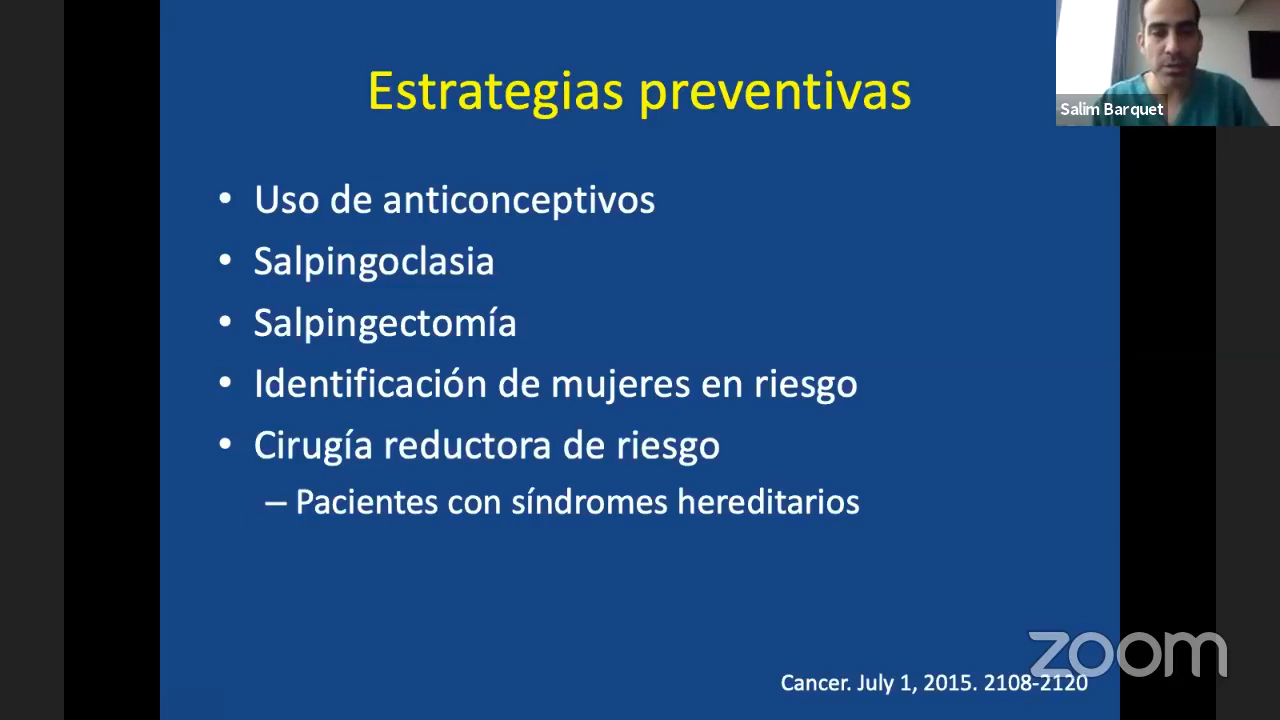 Estrategias preventivas
Salim Barquet
• Uso de anticonceptivos
• Salpingoclasia
• Salpingectomía
• Identificación de mujeres en riesgo
• Cirugía reductora de riesgo
– Pacientes con síndromes hereditarios
zoom
Cancer. July 1, 2015. 2108-2120